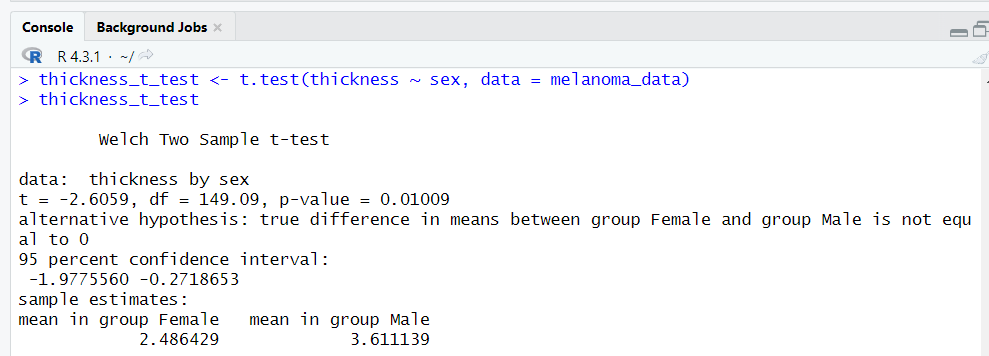 Console Background Jobs ×
R R 4.3.1 · ~/
> thickness_t_test <- t.test(thickness ~ sex, data = melanoma_data)
> thickness_t_test
Welch Two Sample t-test
data:  thickness by sex
t = -2.6059, df = 149.09, p-value = 0.01009
alternative hypothesis: true difference in means between group Female and group Male is not equ
al to 0
95 percent confidence interval:
 -1.9775560 -0.2718653
sample estimates:
mean in group Female   mean in group Male
            2.486429             3.611139